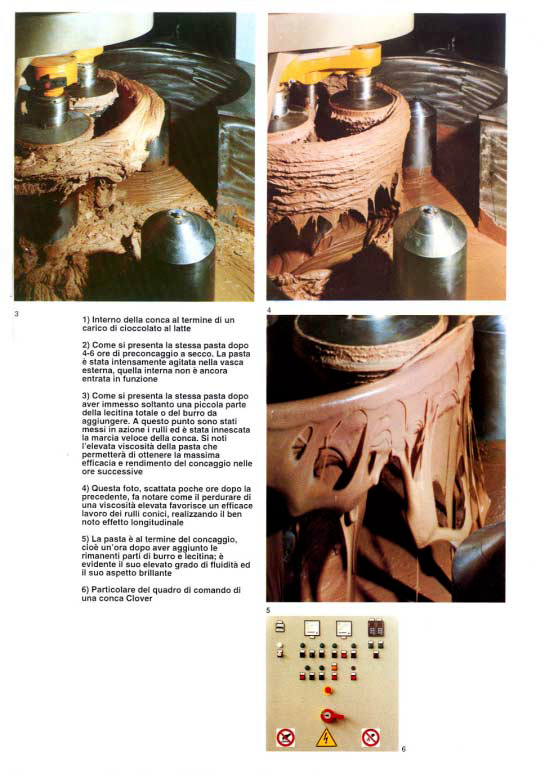 3
4
1) Interno della conca al termine di un
carico di cioccolato al latte
2) Come si presenta la stessa pasta dopo
4-6 ore di preconcaggio a secco. La pasta
è stata intensamente agitata nella vasca
esterna, quella interna non è ancora
entrata in funzione
3) Come si presenta la stessa pasta dopo
aver immesso soltanto una piccola parte
della lecitina totale o del burro da
aggiungere. A questo punto sono stati
messi in azione i rulli ed è stata innescata
la marcia veloce della conca. Si noti
l'elevata viscosità della pasta che
permetterà di ottenere la massima
efficacia e rendimento del concaggio nelle
ore successive
4) Questa foto, scattata poche ore dopo la
precedente, fa notare come il perdurare di
una viscosità elevata favorisce un efficace
lavoro dei rulli conici, realizzando il ben
noto effetto longitudinale
5) La pasta è al termine del concaggio,
cioè un'ora dopo aver aggiunto le
rimanenti parti di burro e lecitina; è
evidente il suo elevato grado di fluidità ed
il suo aspetto brillante
6) Particolare del quadro di comando di
una conca Clover
5
6